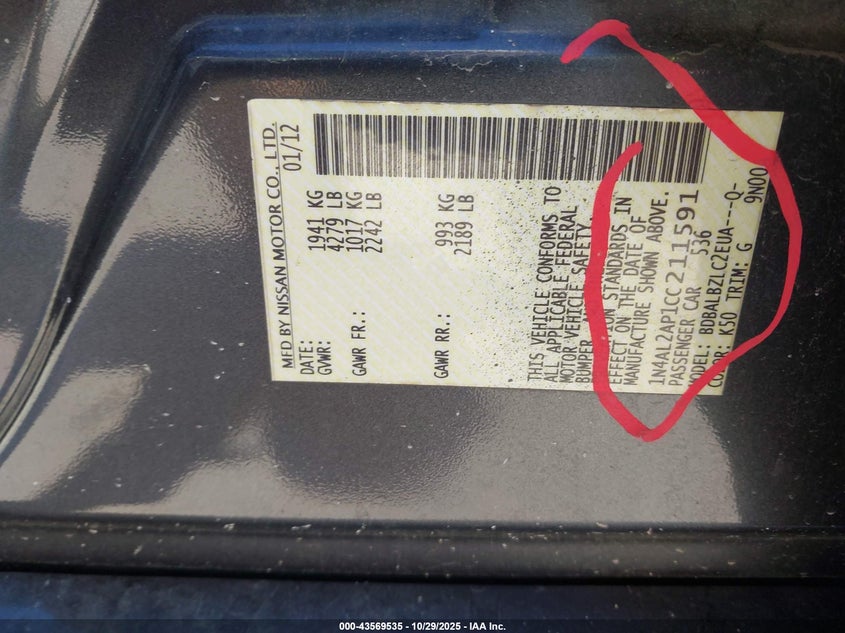 MFD BY NISSAN MOTOR CO., LTD.
DATE: 01/12
GVWR: 1941 KG
4279 LB
GAWR FR.: 1017 KG
2242 LB
GAWR RR.: 993 KG
2189 LB
THIS VEHICLE CONFORMS TO
ALL APPLICABLE FEDERAL
MOTOR VEHICLE SAFETY,
BUMPER
STANDARDS IN
EFFECT ON THE DATE OF
MANUFACTURE SHOWN ABOVE.
1N4AL2AP1CC211591
PASSENGER CAR 536
MODEL: BDBALBZLC2EUA----Q-
COLOR: K50 TRIM: G 9N00
000-43569535 - 10/29/2025 - IAA Inc.